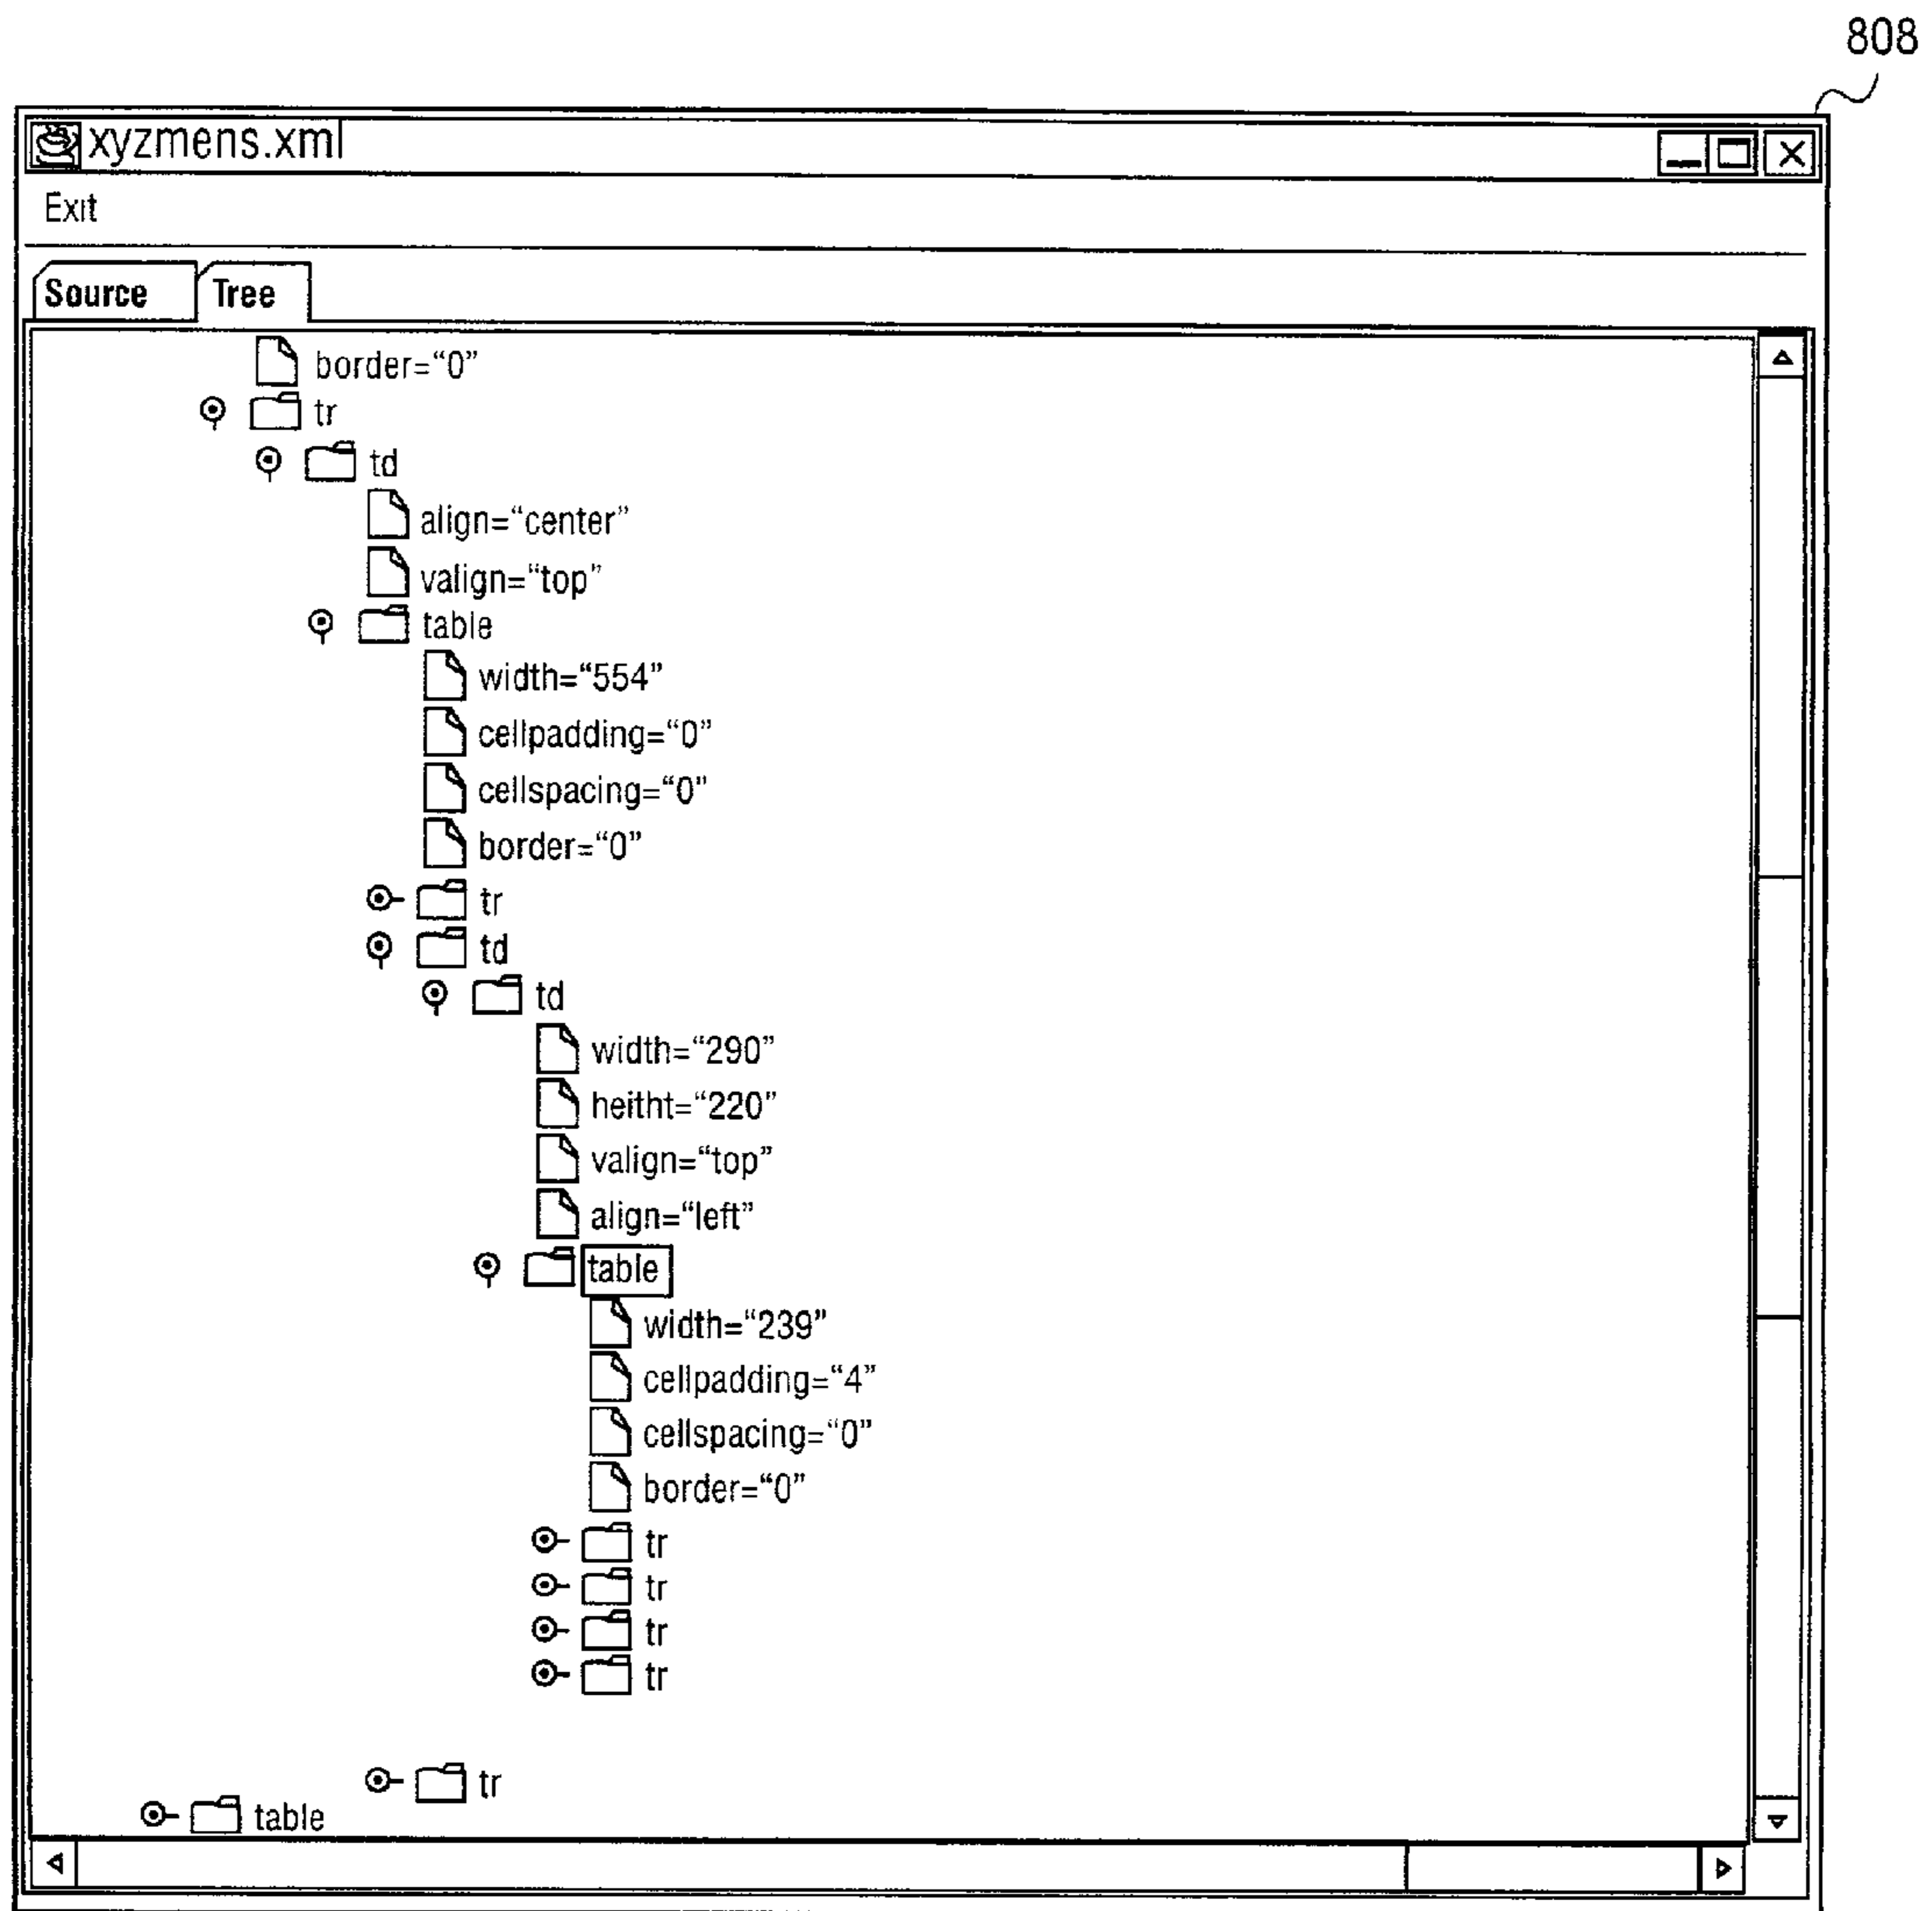 808
xyzmens.xml
Exit
Source Tree
border=“0”
tr
td
align=“center”
valign=“top”
table
width=“554”
cellpadding=“0”
cellspacing=“0”
border=“0”
tr
td
td
width=“290”
heitht=“220”
valign=“top”
align=“left”
table
width=“239”
cellpadding=“4”
cellspacing=“0”
border=“0”
tr
tr
tr
tr
tr
table